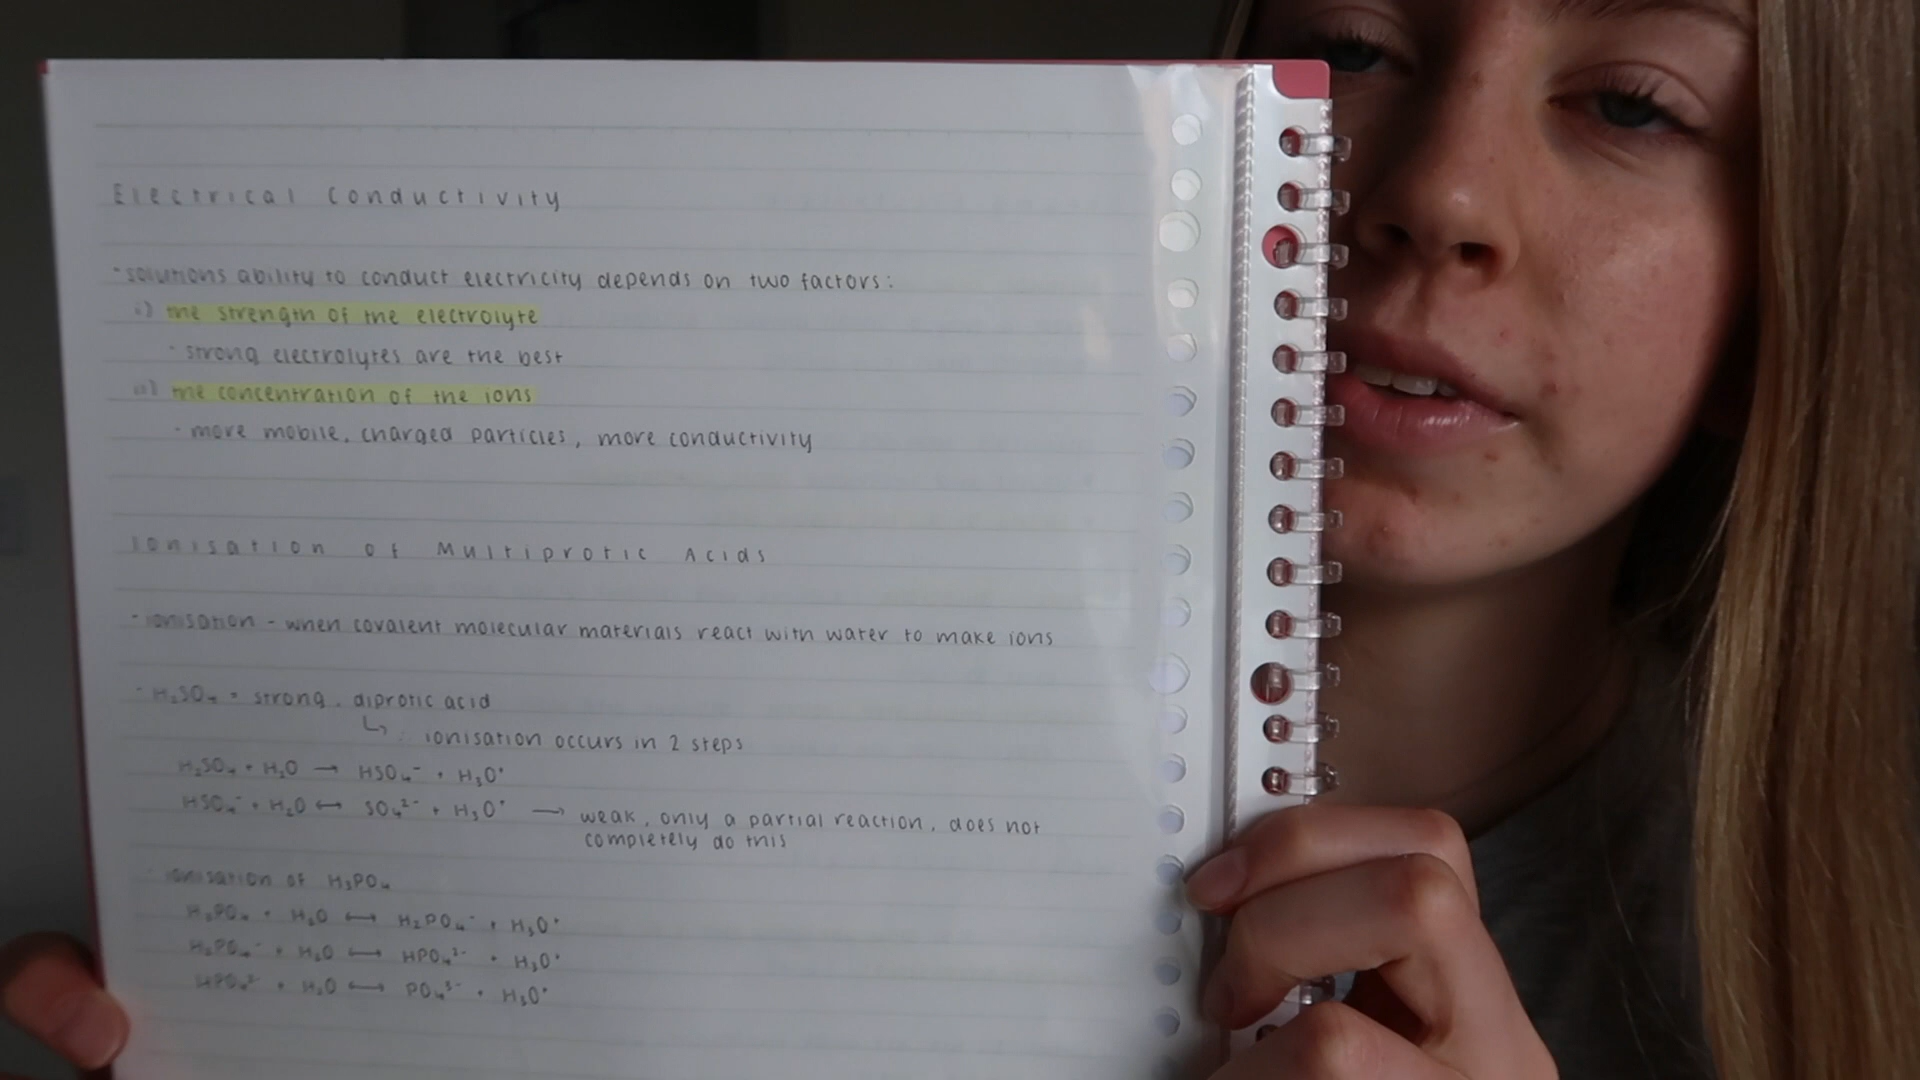 Electrical Conductivity
- solutions ability to conduct electricity depends on two factors:
i) the strength of the electrolyte
- strong electrolytes are the best
ii) the concentration of the ions
- more mobile, charged particles, more conductivity
Ionisation of Multiprotic Acids
- ionisation - when covalent molecular materials react with water to make ions
- H₂SO₄ = strong, diprotic acid
↳ ionisation occurs in 2 steps
H₂SO₄ + H₂O → HSO₄⁻ + H₃O⁺
HSO₄⁻ + H₂O ↔ SO₄²⁻ + H₃O⁺ → weak, only a partial reaction, does not
completely do this
- ionisation of H₃PO₄
H₃PO₄ + H₂O ↔ H₂PO₄⁻ + H₃O⁺
H₂PO₄⁻ + H₂O ↔ HPO₄²⁻ + H₃O⁺
HPO₄²⁻ + H₂O ↔ PO₄³⁻ + H₃O⁺